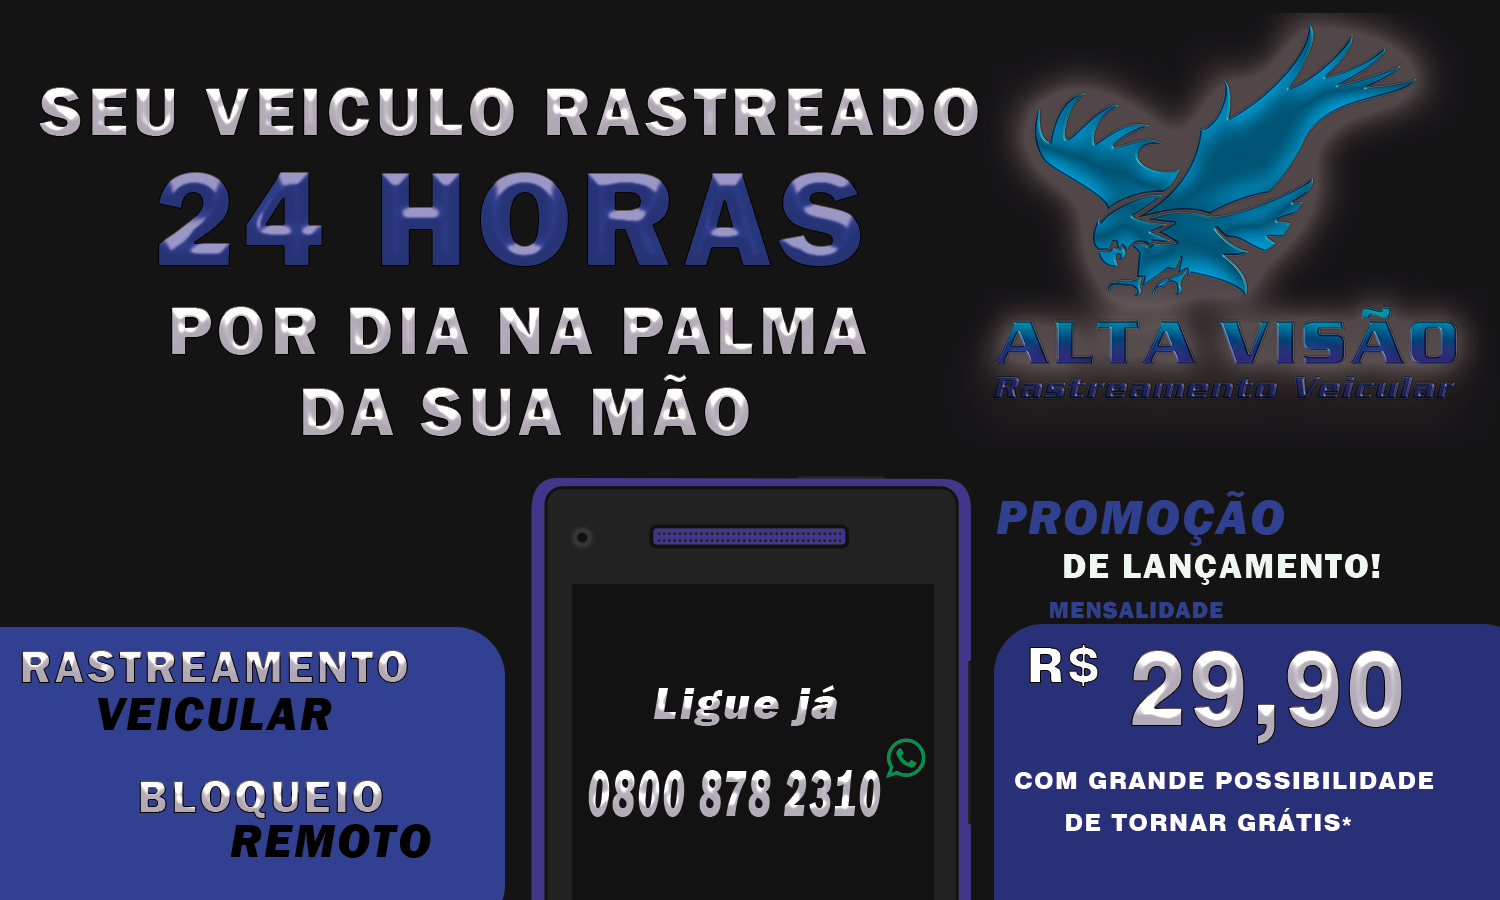 SEU VEICULO RASTREADO
24 HORAS
POR DIA NA PALMA
DA SUA MÃO
ALTA VISÃO
Rastreamento Veicular
PROMOÇÃO
DE LANÇAMENTO!
MENSALIDADE
R$ 29,90
COM GRANDE POSSIBILIDADE
DE TORNAR GRÁTIS*
RASTREAMENTO
VEICULAR
BLOQUEIO
REMOTO
Ligue já
0800 878 2310